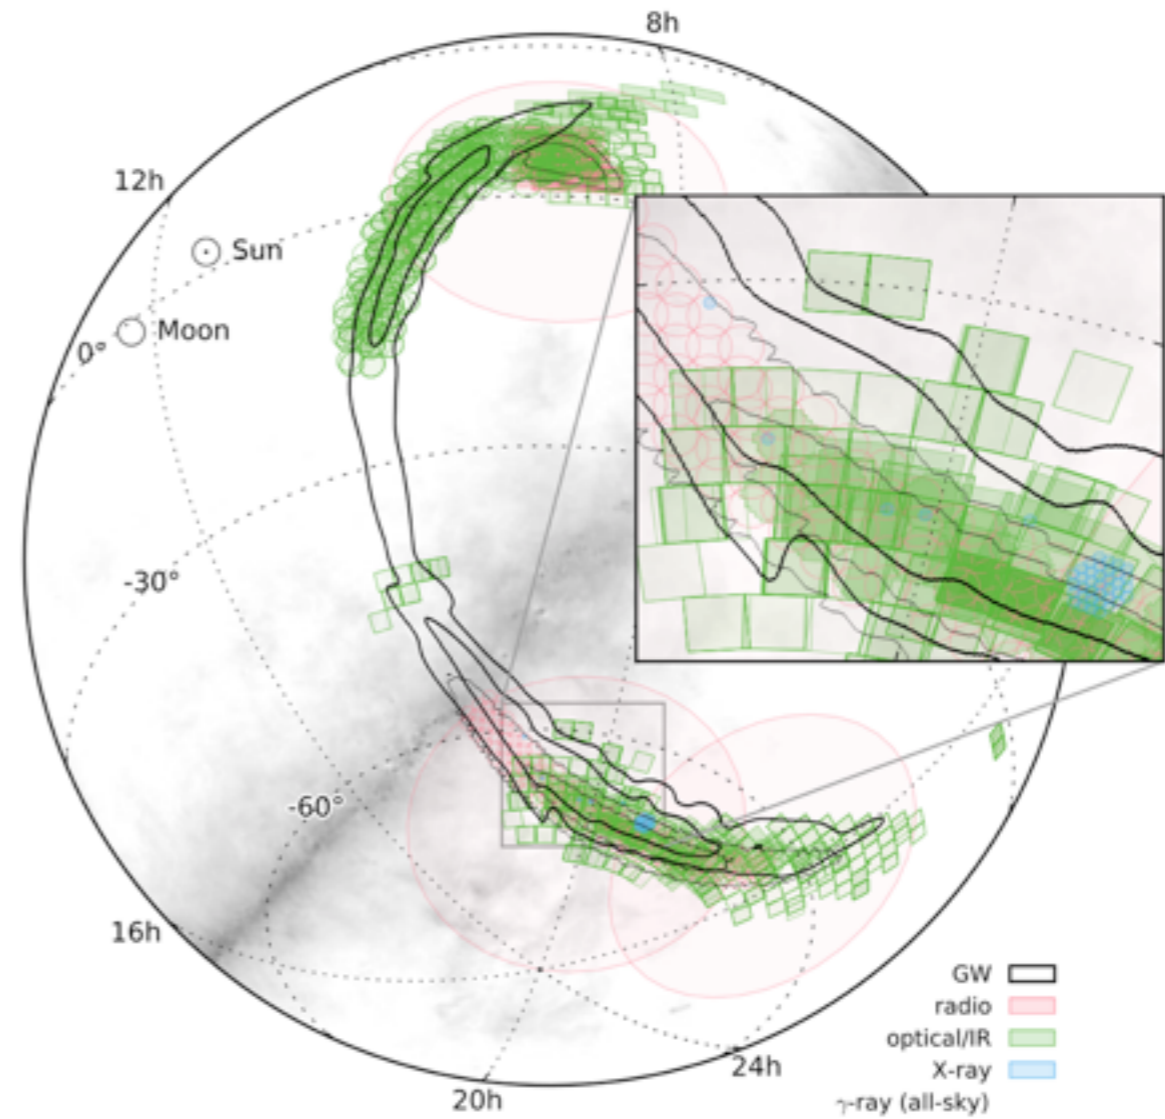 8h
12h
Sun
Moon
0°
-30°
-60°
16h
20h
24h
GW
radio
optical/IR
X-ray
γ-ray (all-sky)